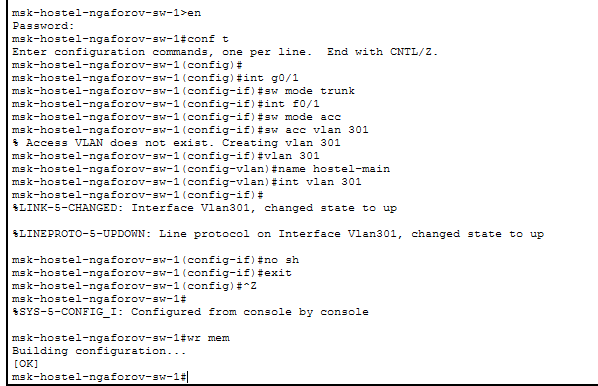 msk-hostel-ngaforov-sw-1>en
Password:
msk-hostel-ngaforov-sw-1#conf t
Enter configuration commands, one per line.  End with CNTL/Z.
msk-hostel-ngaforov-sw-1(config)#
msk-hostel-ngaforov-sw-1(config)#int g0/1
msk-hostel-ngaforov-sw-1(config-if)#sw mode trunk
msk-hostel-ngaforov-sw-1(config-if)#int f0/1
msk-hostel-ngaforov-sw-1(config-if)#sw mode acc
msk-hostel-ngaforov-sw-1(config-if)#sw acc vlan 301
% Access VLAN does not exist. Creating vlan 301
msk-hostel-ngaforov-sw-1(config-if)#vlan 301
msk-hostel-ngaforov-sw-1(config-vlan)#name hostel-main
msk-hostel-ngaforov-sw-1(config-vlan)#int vlan 301
msk-hostel-ngaforov-sw-1(config-if)#
%LINK-5-CHANGED: Interface Vlan301, changed state to up
%LINEPROTO-5-UPDOWN: Line protocol on Interface Vlan301, changed state to up
msk-hostel-ngaforov-sw-1(config-if)#no sh
msk-hostel-ngaforov-sw-1(config-if)#exit
msk-hostel-ngaforov-sw-1(config)#^Z
msk-hostel-ngaforov-sw-1#
%SYS-5-CONFIG_I: Configured from console by console
msk-hostel-ngaforov-sw-1#wr mem
Building configuration...
[OK]
msk-hostel-ngaforov-sw-1#